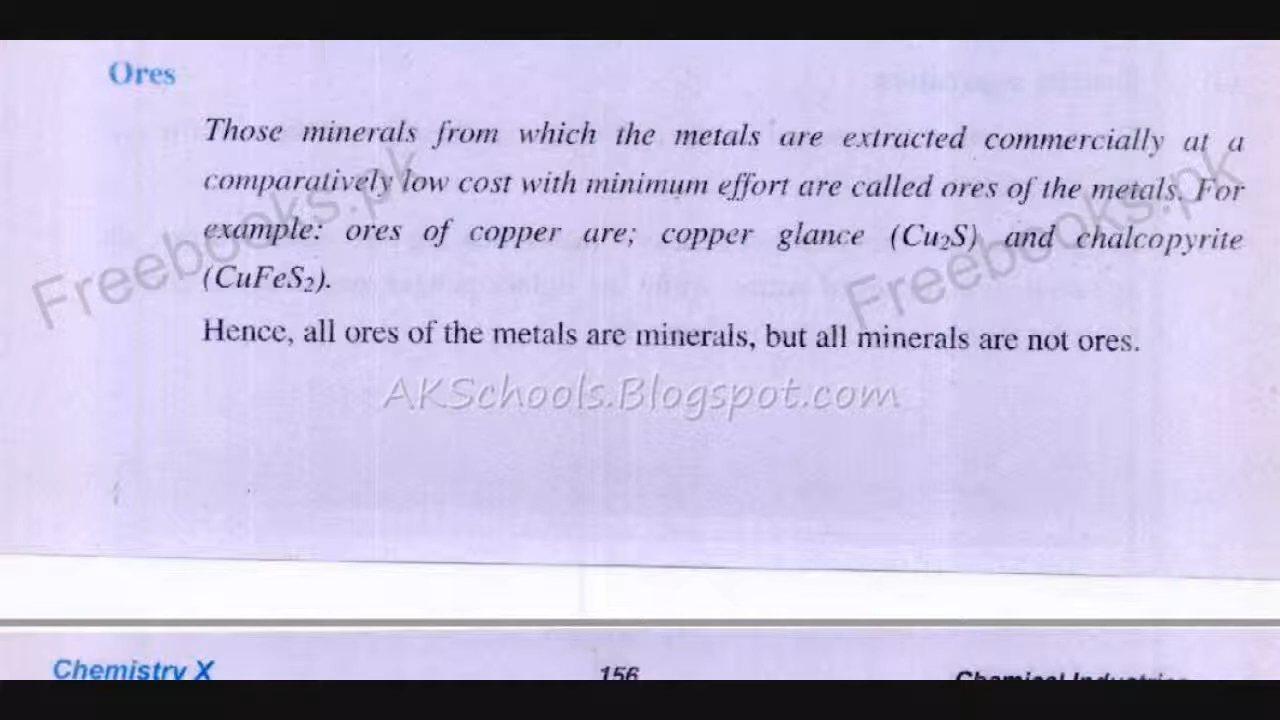 Ores
Those minerals from which the metals are extracted commercially at a
comparatively low cost with minimum effort are called ores of the metals. For
example: ores of copper are; copper glance (Cu₂S) and chalcopyrite
(CuFeS₂).
Hence, all ores of the metals are minerals, but all minerals are not ores.
Freebooks.pk
Freebooks.pk
AKSchools.Blogspot.com
Chemistry X 156 Chemical Industries